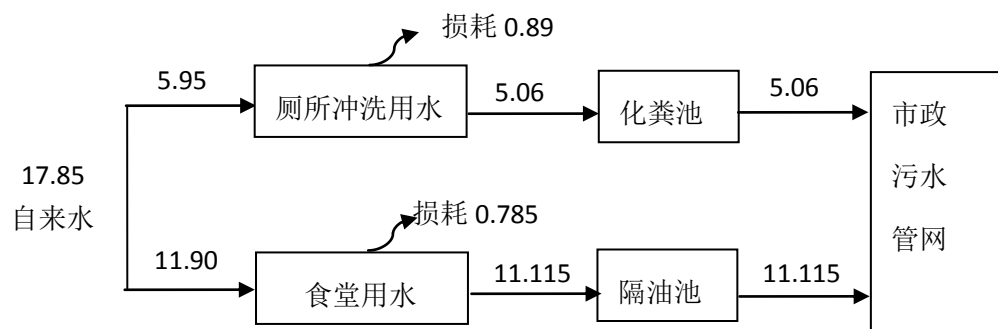 损耗 0.89
5.95
厕所冲洗用水
5.06
化粪池
5.06
17.85
自来水
损耗 0.785
11.90
食堂用水
11.115
隔油池
11.115
市政
污水
管网